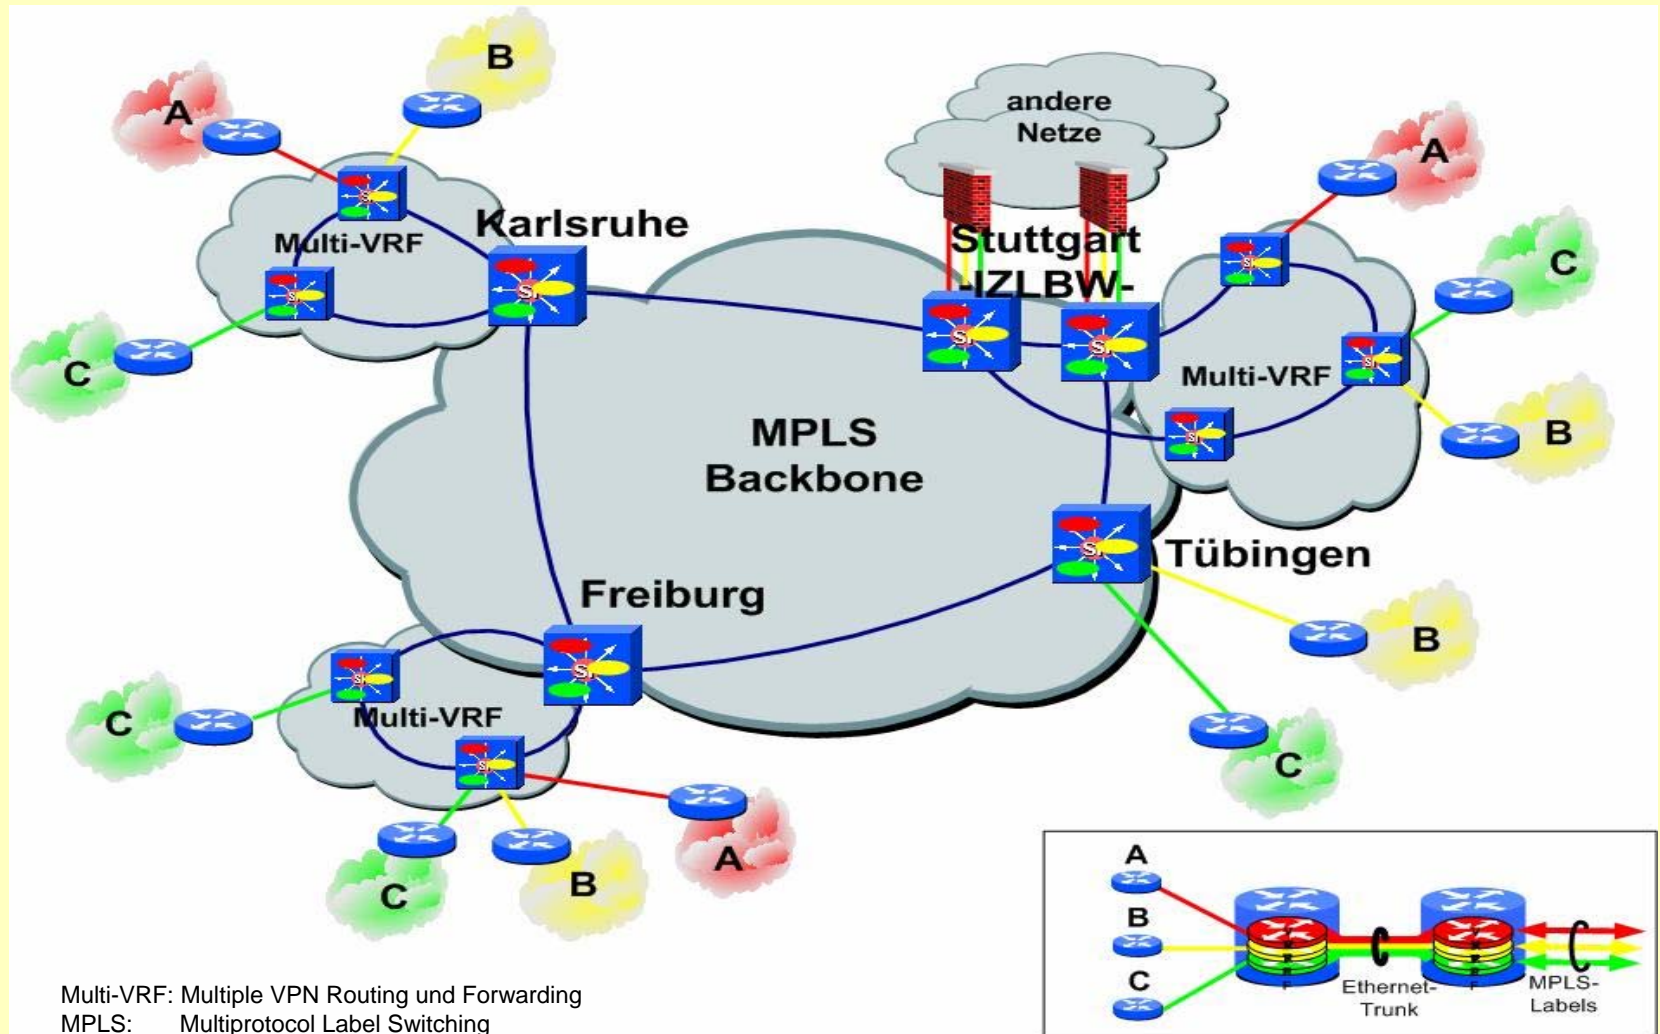 B
A
andere
Netze
A
Karlsruhe
Multi-VRF
Stuttgart
-IZLBW-
C
C
Multi-VRF
B
MPLS
Backbone
Tübingen
Freiburg
B
C
Multi-VRF
C
A
C
B
A
B
C
Ethernet-
Trunk
MPLS-
Labels
Multi-VRF: Multiple VPN Routing und Forwarding
MPLS: Multiprotocol Label Switching